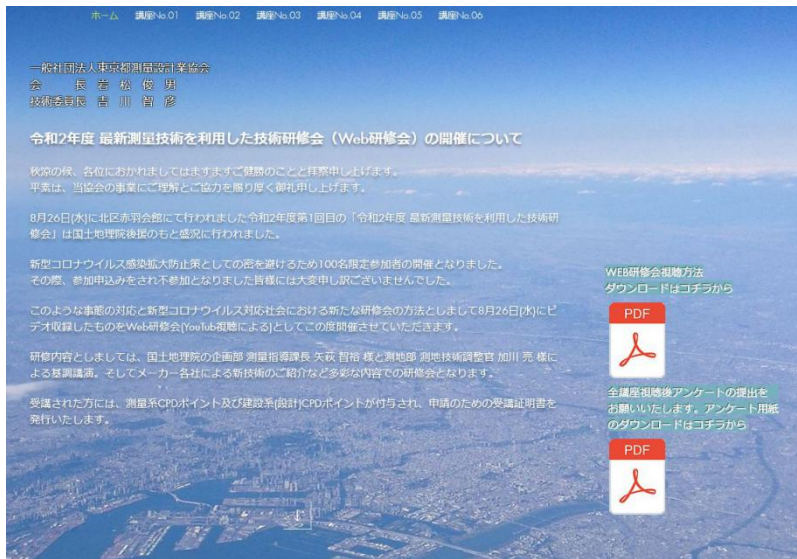 ホーム 講座No.01 講座No.02 講座No.03 講座No.04 講座No.05 講座No.06
一般社団法人東京都測量設計業協会
会 長 岩 松 俊 男
技術委員長 吉 川 智 彦
令和2年度 最新測量技術を利用した技術研修会（Web研修会）の開催について
秋涼の候、各位におかれましてはますますご健勝のことと拝察申し上げます。
平素は、当協会の事業にご理解とご協力を賜り厚く御礼申し上げます。
8月26日(水)に北区赤羽会館にて行われました令和2年度第1回目の「令和2年度 最新測量技術を利用した技術研
修会」は国土地理院後援のもと盛況に行われました。
新型コロナウイルス感染拡大防止策としての密を避けるため100名限定参加者の開催となりました。
その際、参加申込みをされ不参加となりました皆様には大変申し訳ございませんでした。
このような事態の対応と新型コロナウイルス対応社会における新たな研修会の方法としまして8月26日(水)にビ
デオ収録したものをWeb研修会(YouTub視聴による)としてこの度開催させていただきます。
研修内容としましては、国土地理院の企画部 測量指導課長 矢萩 智裕 様と測地部 測地技術調整官 加川 亮 様に
よる基調講演。そしてメーカー各社による新技術のご紹介など多彩な内容での研修会となります。
受講された方には、測量系CPDポイント及び建設系(設計)CPDポイントが付与され、申請のための受講証明書を
発行いたします。
WEB研修会視聴方法
ダウンロードはコチラから
PDF
全講座視聴後アンケートの提出を
お願いいたします。アンケート用紙
のダウンロードはコチラから
PDF